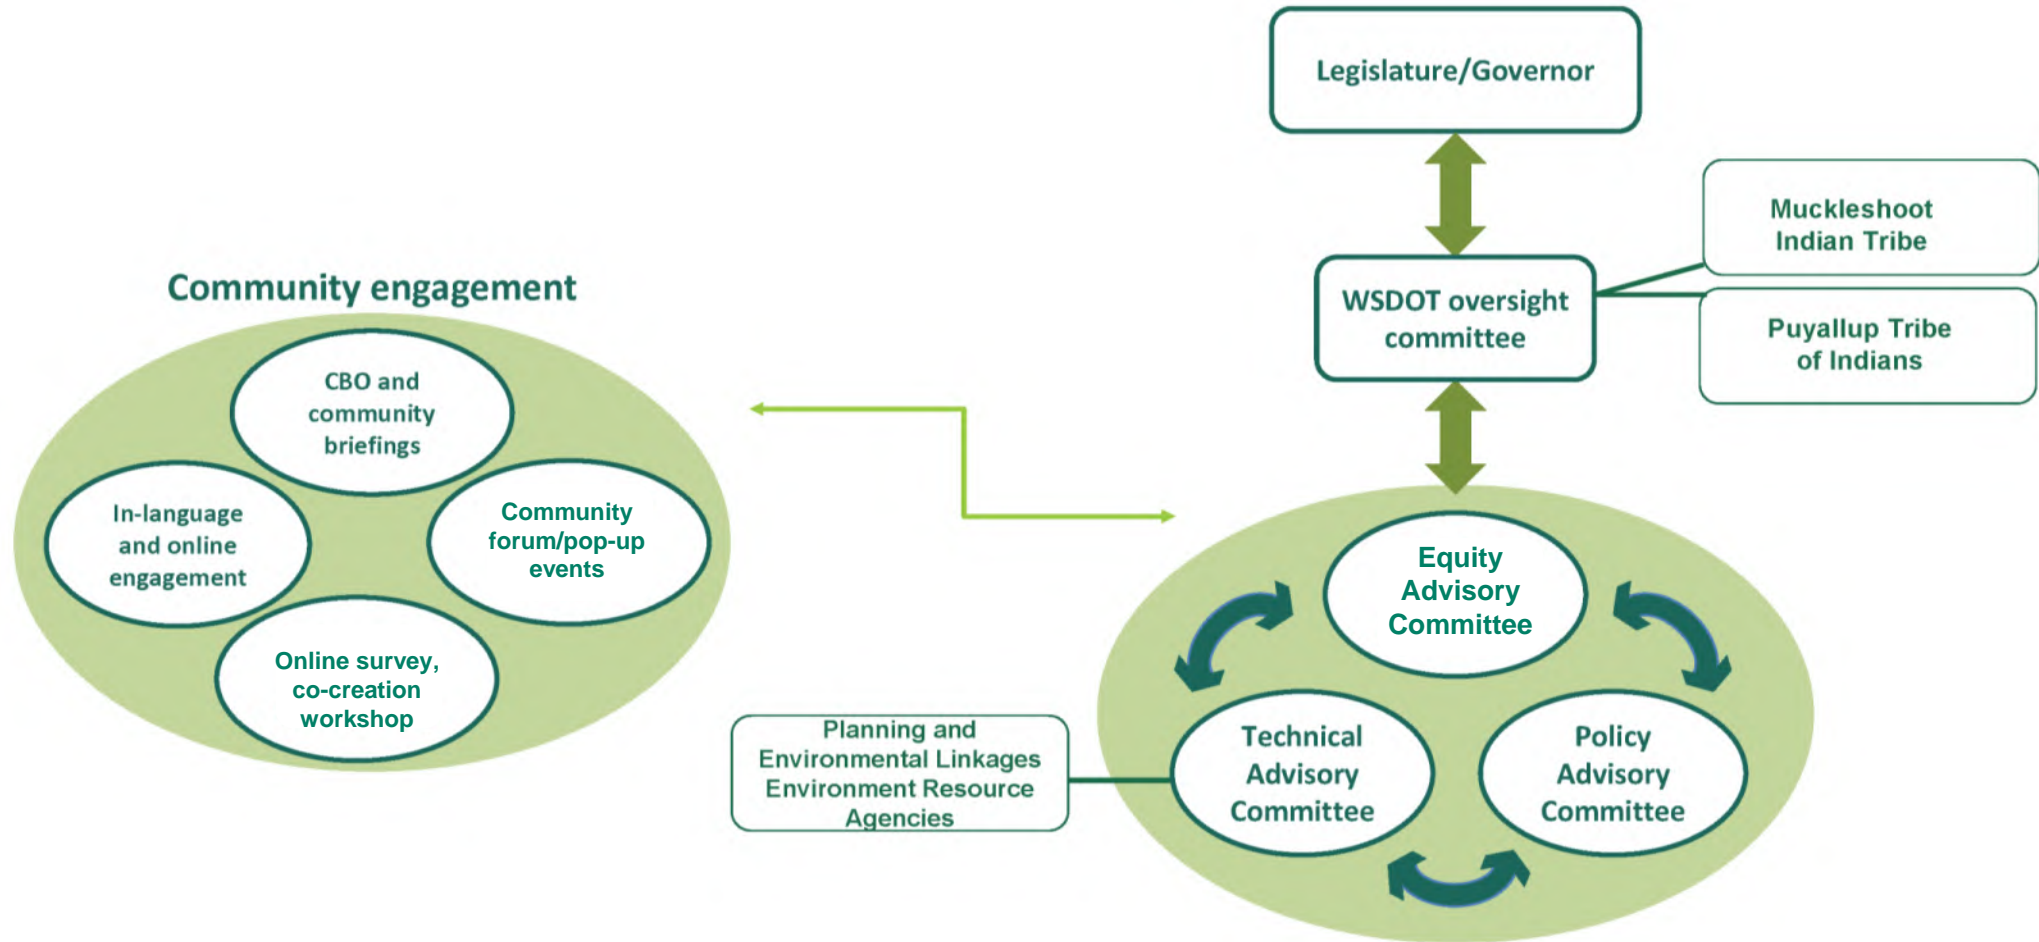 Legislature/Governor
Muckleshoot
Indian Tribe
WSDOT oversight
committee
Puyallup Tribe
of Indians
Community engagement
CBO and
community
briefings
In-language
and online
engagement
Community
forum/pop-up
events
Online survey,
co-creation
workshop
Equity
Advisory
Committee
Planning and
Environmental Linkages
Environment Resource
Agencies
Technical
Advisory
Committee
Policy
Advisory
Committee